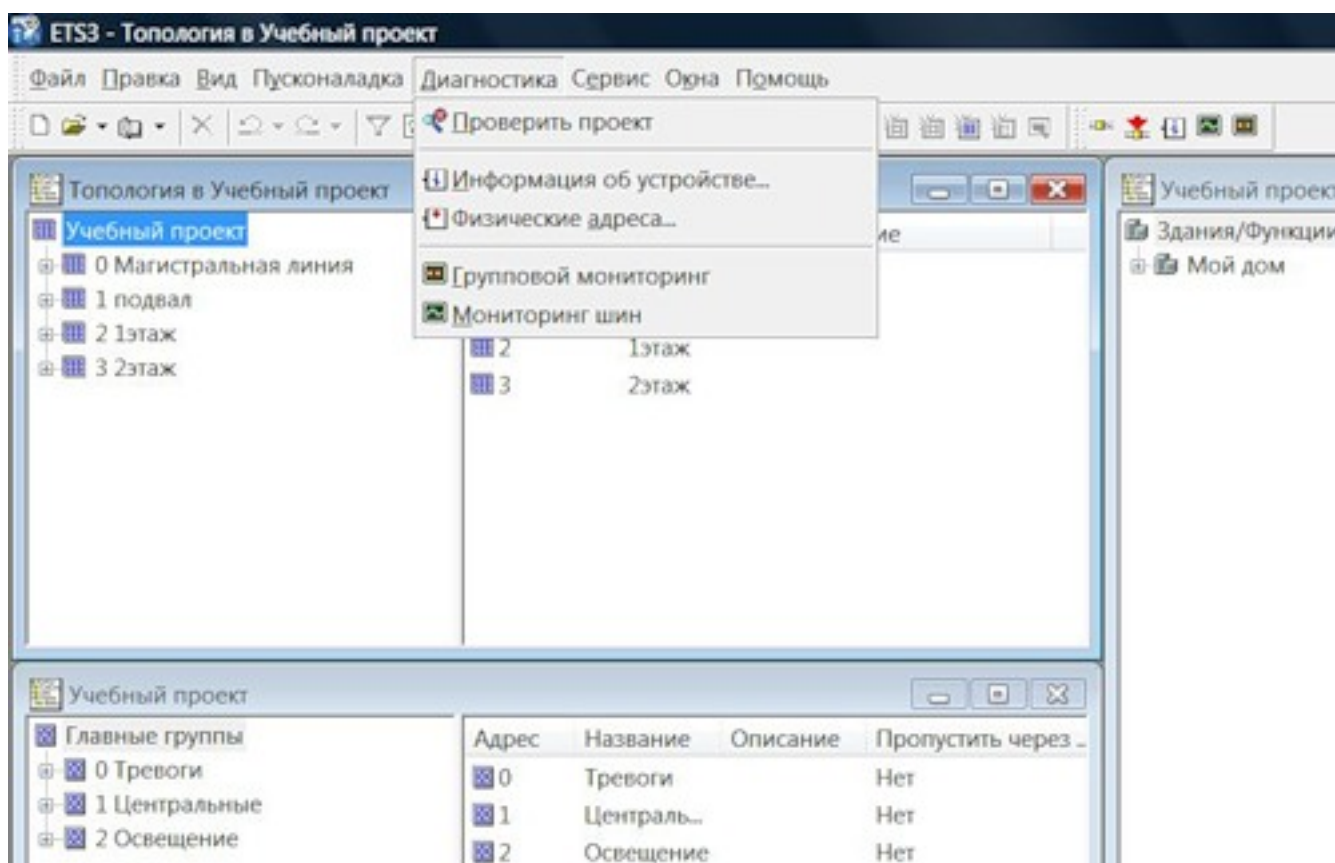 ETS3 - Топология в Учебный проект
Файл Правка Вид Пусконаладка Диагностика Сервис Окна Помощь
Проверить проект
Информация об устройстве...
Физические адреса...
Групповой мониторинг
Мониторинг шин
Топология в Учебный проект
Учебный проект
0 Магистральная линия
1 подвал
2 1этаж
3 2этаж
ие
2 1этаж
3 2этаж
Учебный проект
Здания/Функции
Мой дом
Учебный проект
Главные группы
0 Тревоги
1 Центральные
2 Освещение
Адрес Название Описание Пропустить через ..
0 Тревоги Нет
1 Централь... Нет
2 Освещение Нет